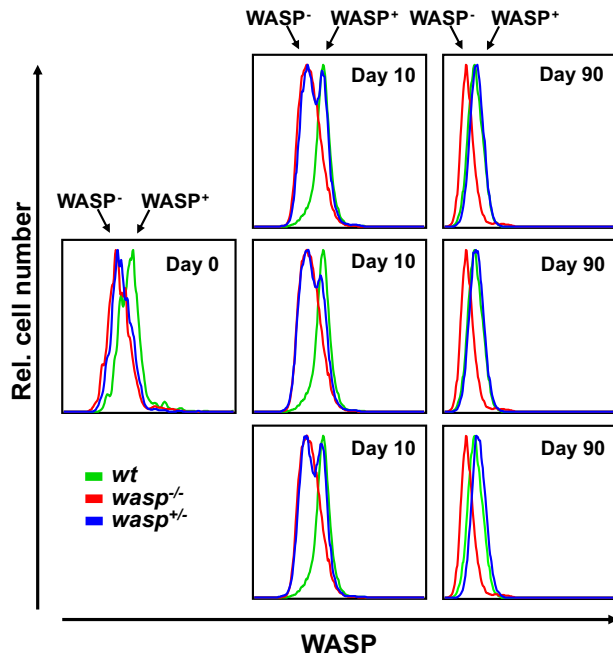 WASP- WASP+ WASP- WASP+
Day 10 Day 90
WASP- WASP+
Day 0 Day 10 Day 90
Day 10 Day 90
wt
wasp-/-
wasp+/-
Rel. cell number
WASP